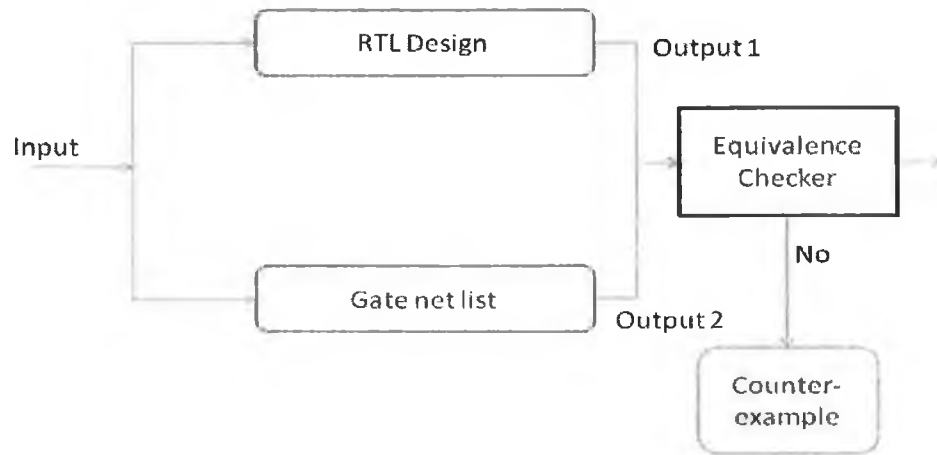 RTL Design
Output 1
Input
Equivalence
Checker
No
Gate net list
Output 2
Counter-
example